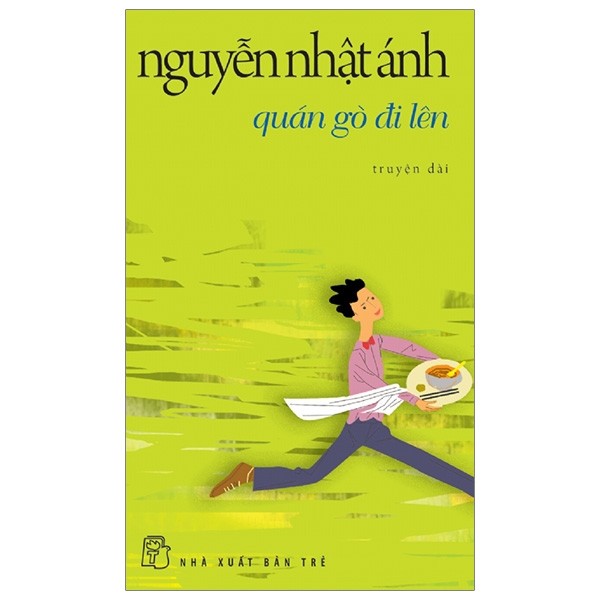 nguyễn nhật ánh
quán gò đi lên
truyện dài
NHÀ XUẤT BẢN TRẺ